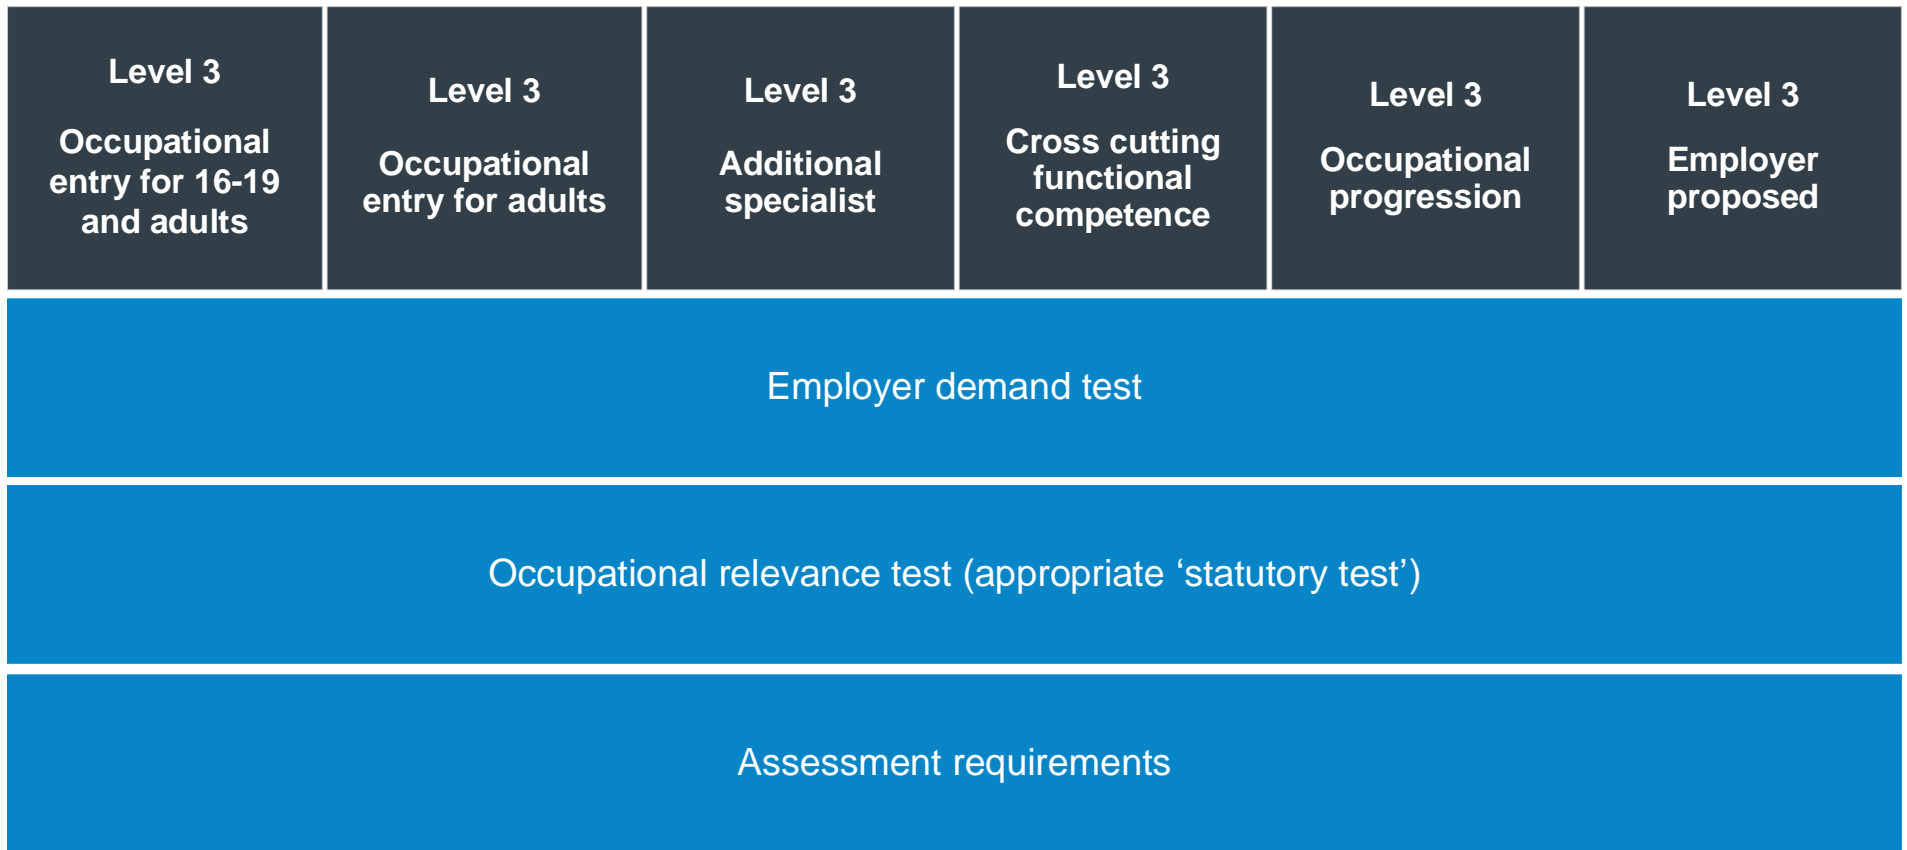 Level 3
Occupational
entry for 16-19
and adults
Level 3
Occupational
entry for adults
Level 3
Additional
specialist
Level 3
Cross cutting
functional
competence
Level 3
Occupational
progression
Level 3
Employer
proposed
Employer demand test
Occupational relevance test (appropriate ‘statutory test’)
Assessment requirements